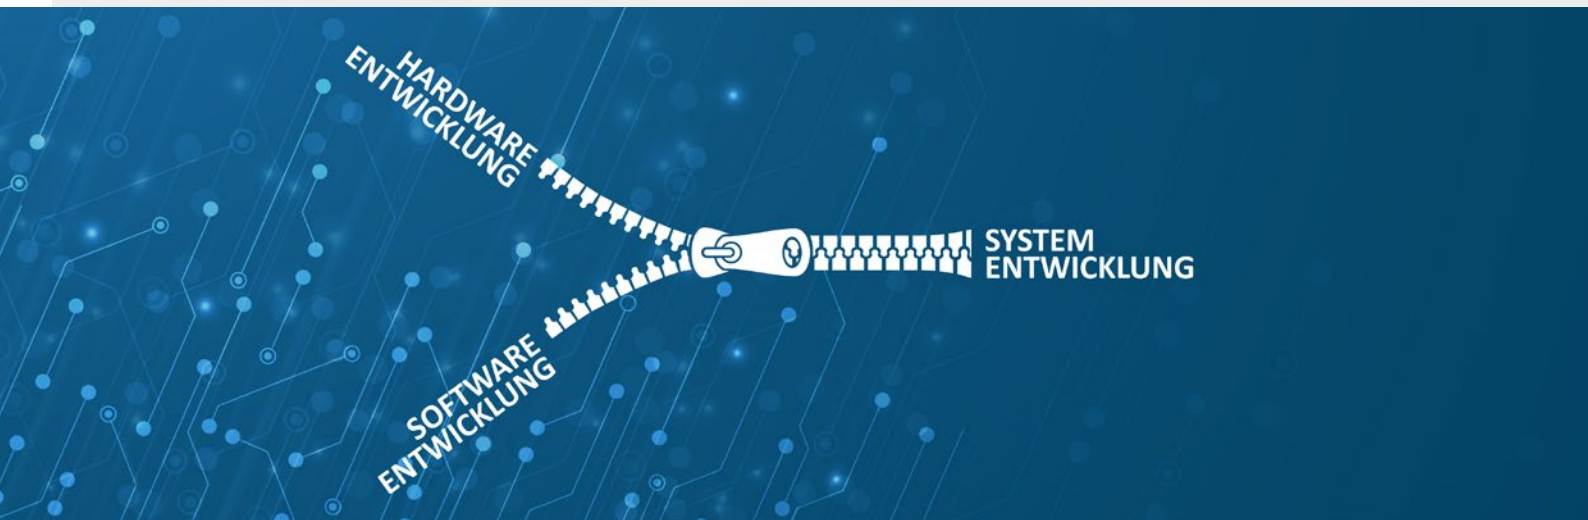 HARDWARE
ENTWICKLUNG
SYSTEM
ENTWICKLUNG
SOFTWARE
ENTWICKLUNG